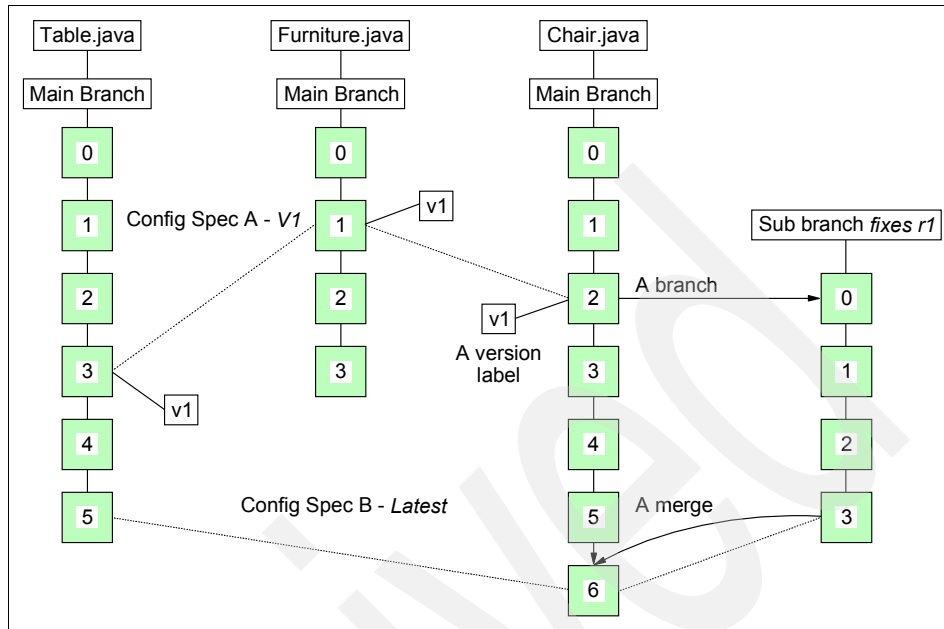 Table.java
Furniture.java
Chair.java
Main Branch
Main Branch
Main Branch
0
0
0
1
Config Spec A - V1
1
v1
1
Sub branch fixes r1
2
2
v1
2
A branch
0
A version
label
3
v1
3
3
1
4
4
2
5
Config Spec B - Latest
5
A merge
3
6